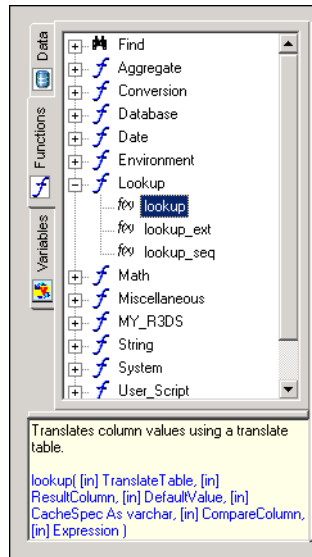 Data
Functions
Variables
Find
Aggregate
Conversion
Database
Date
Environment
Lookup
f(x) lookup
f(x) lookup_ext
f(x) lookup_seq
Math
Miscellaneous
MY_R3DS
String
System
User_Script
Translates column values using a translate
table.
lookup( [in] TranslateTable, [in]
ResultColumn, [in] DefaultValue, [in]
CacheSpec As varchar, [in] CompareColumn,
[in] Expression )